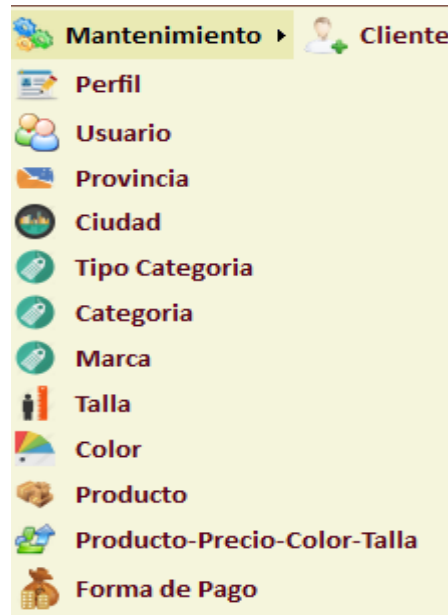 Mantenimiento Cliente
Perfil
Usuario
Provincia
Ciudad
Tipo Categoria
Categoria
Marca
Talla
Color
Producto
Producto-Precio-Color-Talla
Forma de Pago